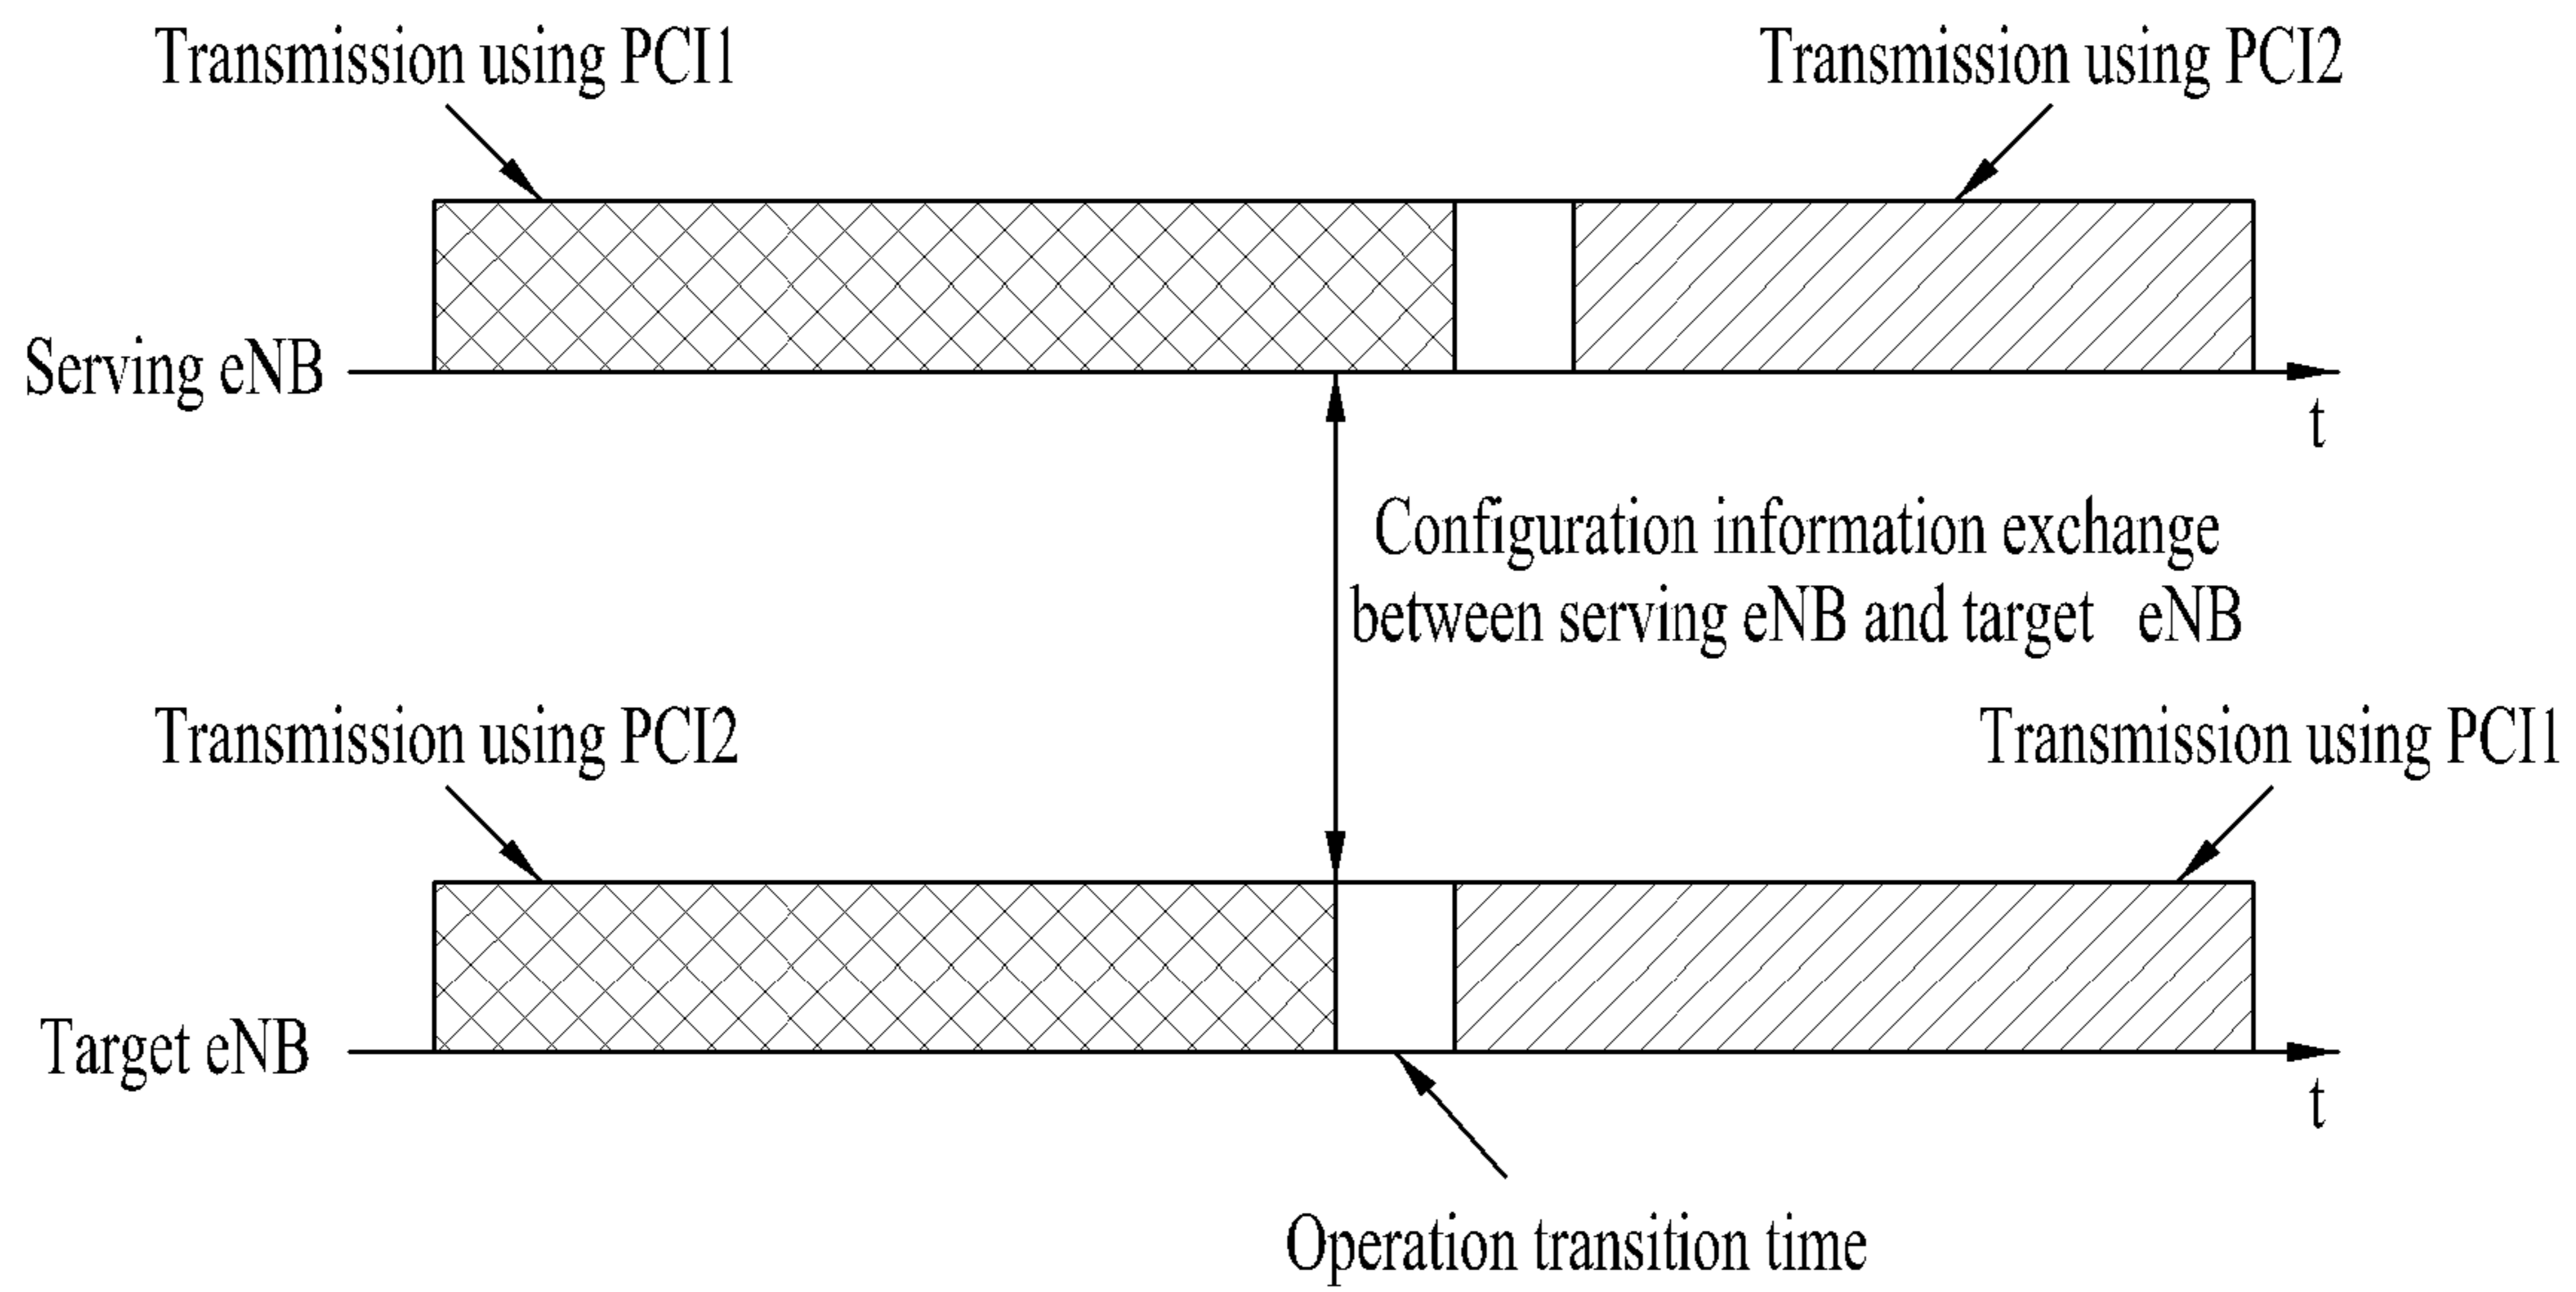 Transmission using PCI1
Transmission using PCI2
Serving eNB
t
Configuration information exchange
between serving eNB and target eNB
Transmission using PCI2
Transmission using PCI1
Target eNB
t
Operation transition time